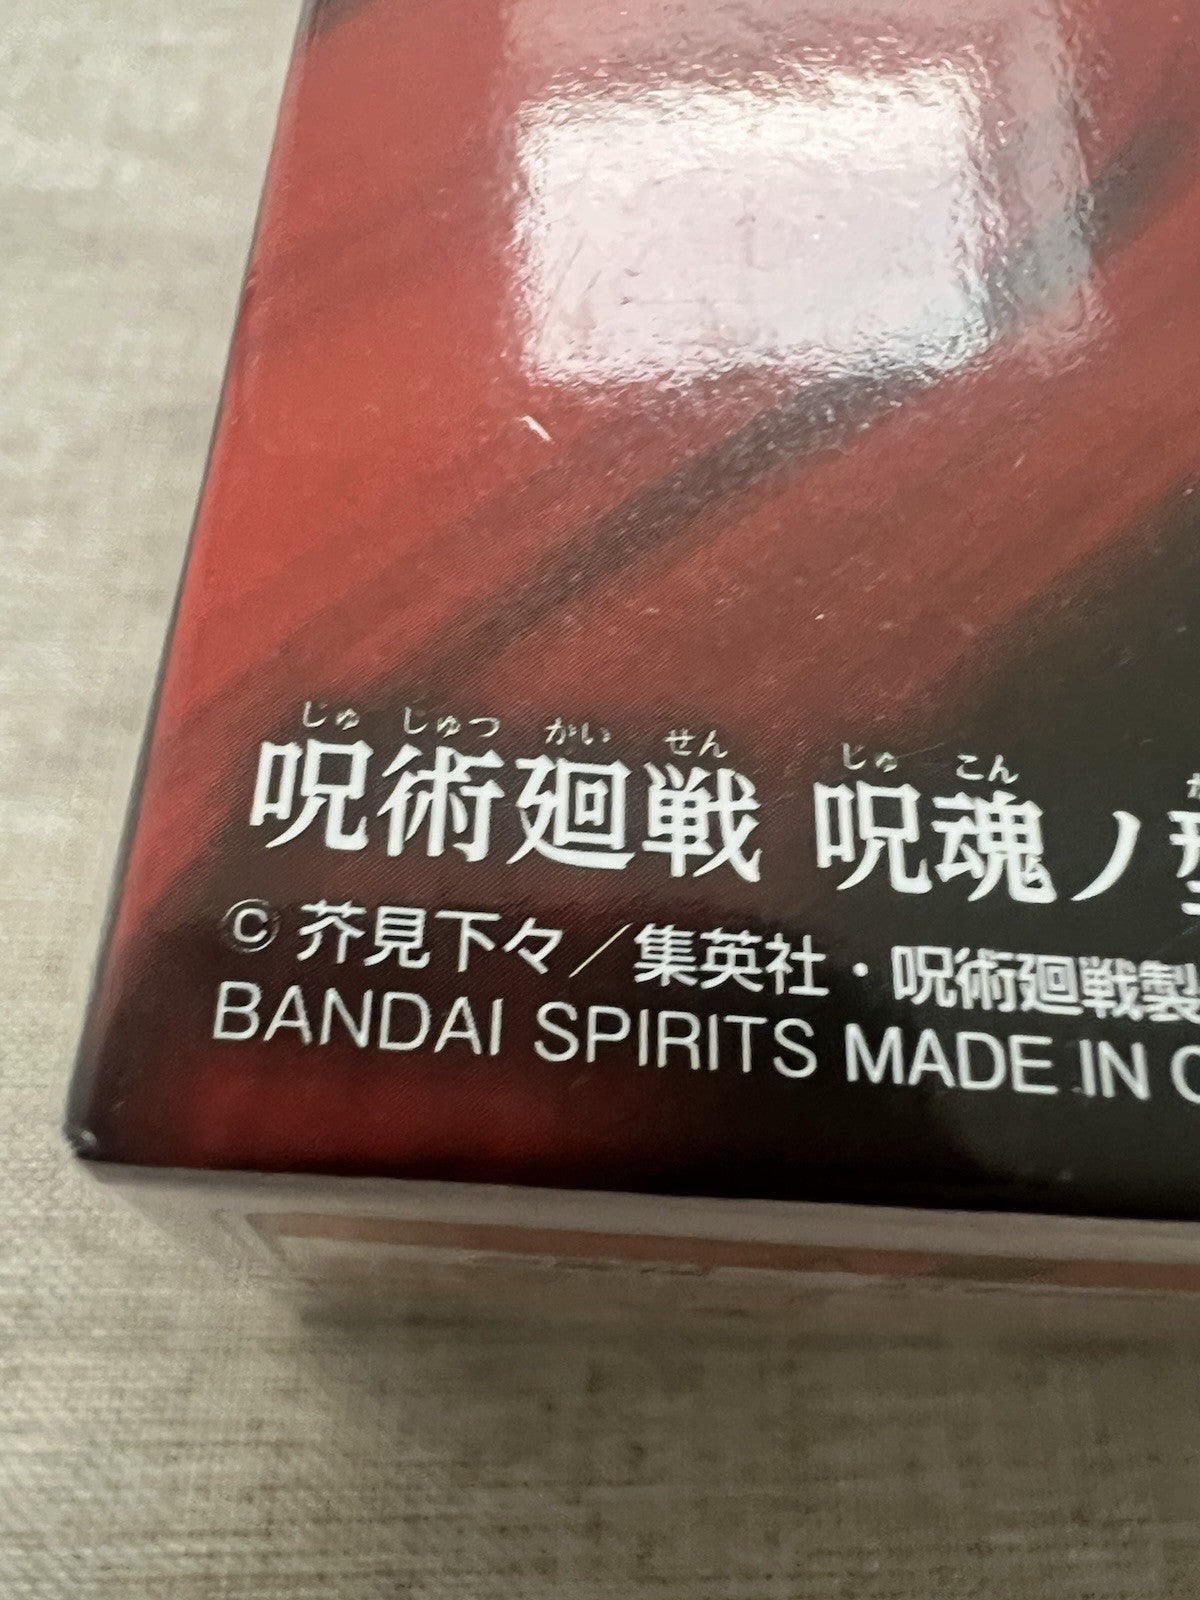 じゅ じゅつ かい せん じゅ こん
呪術廻戦 呪魂ノ
© 芥見下々／集英社・呪術廻戦製
BANDAI SPIRITS MADE IN C